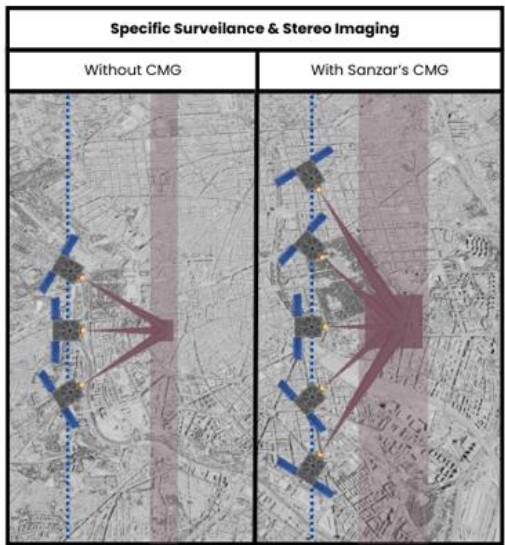 Specific Surveilance & Stereo Imaging
Without CMG
With Sanzar's CMG